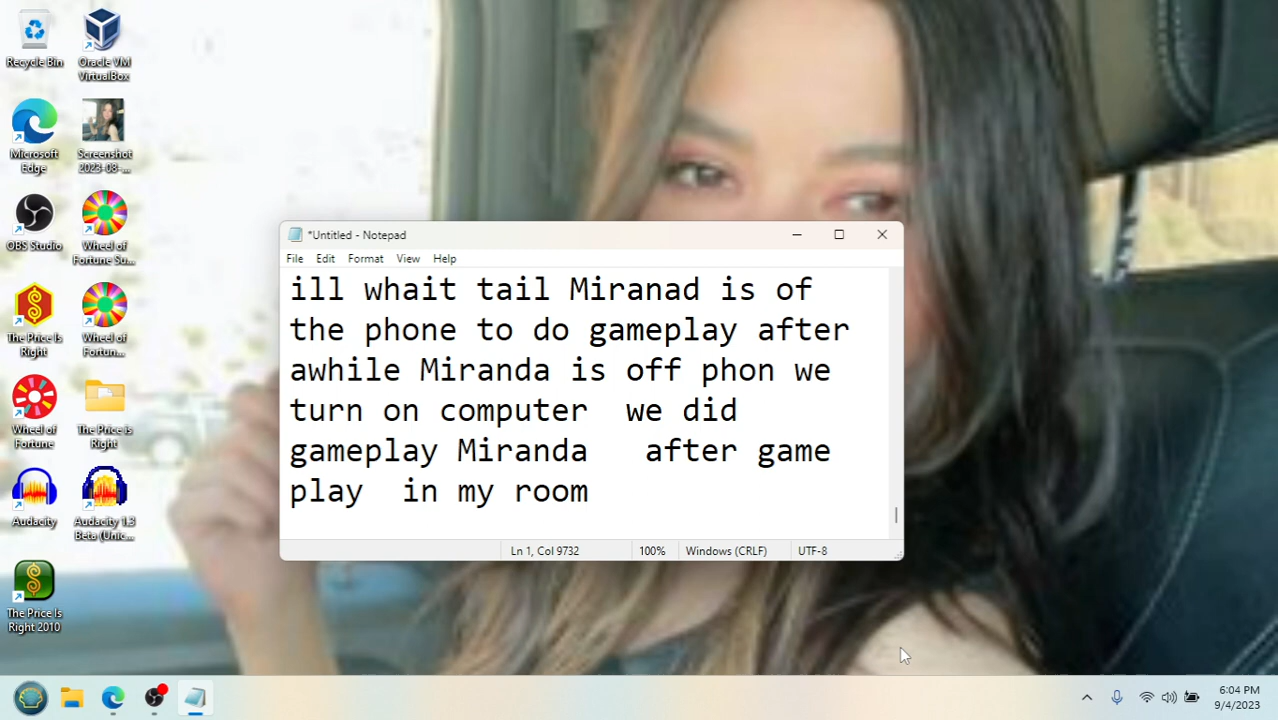 Recycle Bin
Oracle VM
VirtualBox
Microsoft
Edge
Screenshot
2023-08-...
OBS Studio
Wheel of
Fortune Su...
The Price Is
Right
Wheel of
Fortun...
Wheel of
Fortune
The Price is
Right
Audacity
Audacity 1.3
Beta (Unic...
The Price Is
Right 2010
*Untitled - Notepad
File Edit Format View Help
ill whait tail Miranad is of
the phone to do gameplay after
awhile Miranda is off phon we
turn on computer  we did
gameplay Miranda   after game
play  in my room
Ln 1, Col 9732 100% Windows (CRLF) UTF-8
6:04 PM
9/4/2023